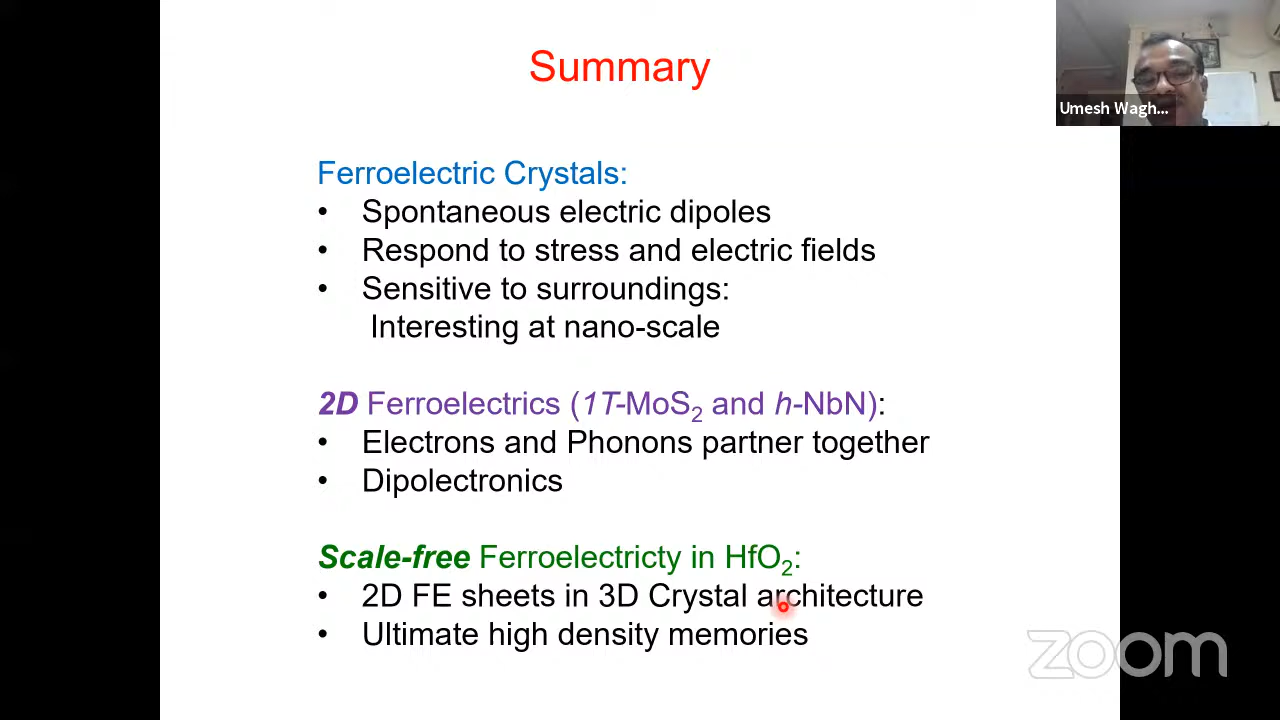 Summary
Umesh Wagh...
Ferroelectric Crystals:
• Spontaneous electric dipoles
• Respond to stress and electric fields
• Sensitive to surroundings:
Interesting at nano-scale
2D Ferroelectrics (1T-MoS₂ and h-NbN):
• Electrons and Phonons partner together
• Dipolectronics
Scale-free Ferroelectricty in HfO₂:
• 2D FE sheets in 3D Crystal architecture
• Ultimate high density memories
zoom